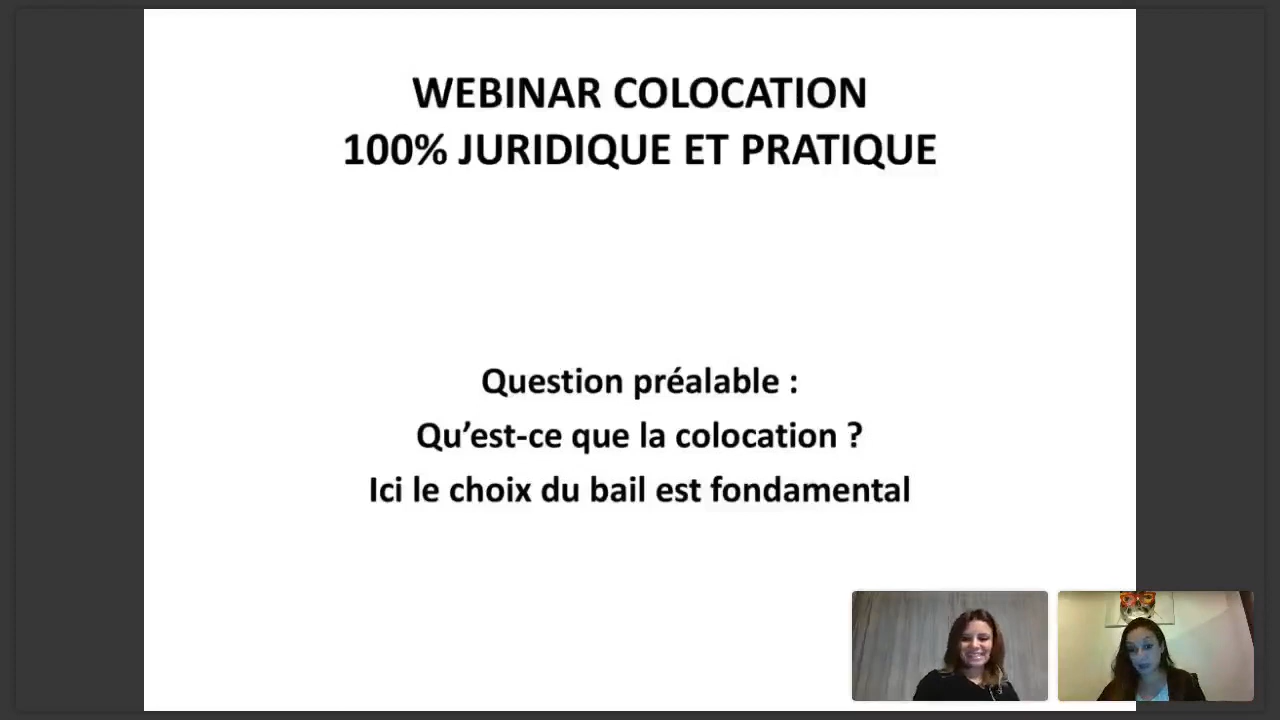 WEBINAR COLOCATION
100% JURIDIQUE ET PRATIQUE
Question préalable :
Qu’est-ce que la colocation ?
Ici le choix du bail est fondamental